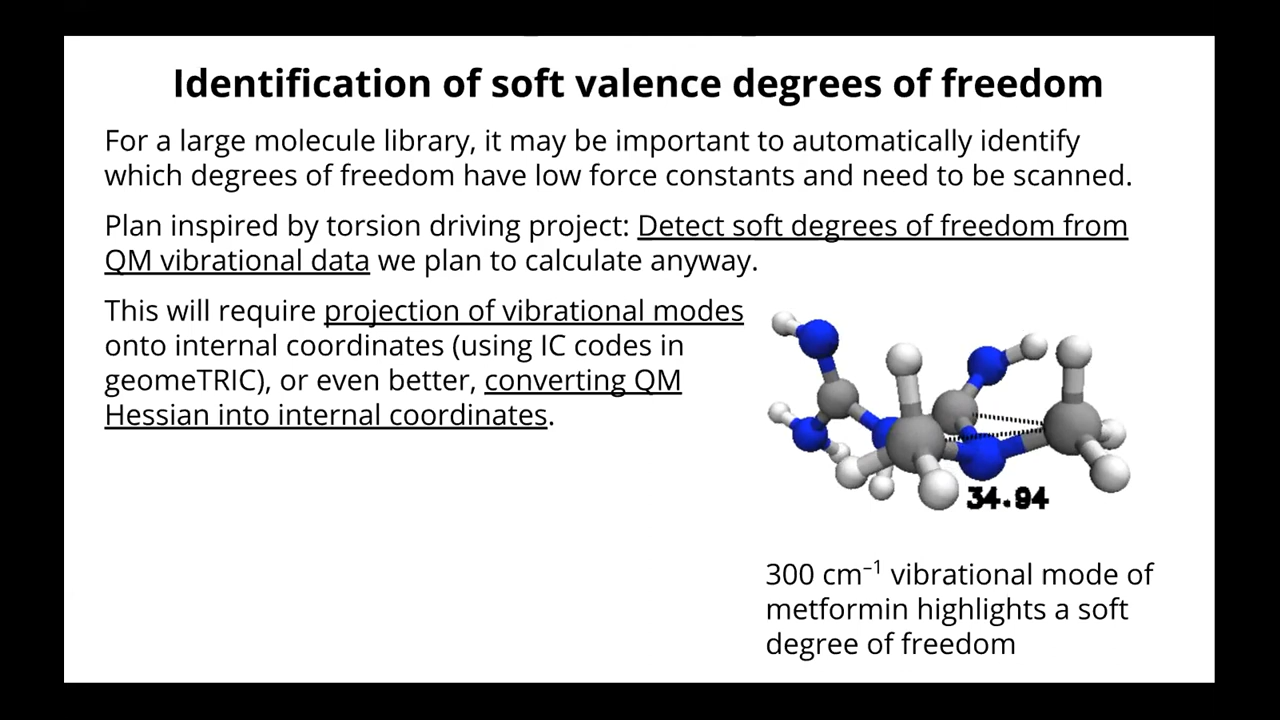 Identification of soft valence degrees of freedom
For a large molecule library, it may be important to automatically identify
which degrees of freedom have low force constants and need to be scanned.
Plan inspired by torsion driving project: Detect soft degrees of freedom from
QM vibrational data we plan to calculate anyway.
This will require projection of vibrational modes
onto internal coordinates (using IC codes in
geomeTRIC), or even better, converting QM
Hessian into internal coordinates.
34.94
300 cm⁻¹ vibrational mode of
metformin highlights a soft
degree of freedom